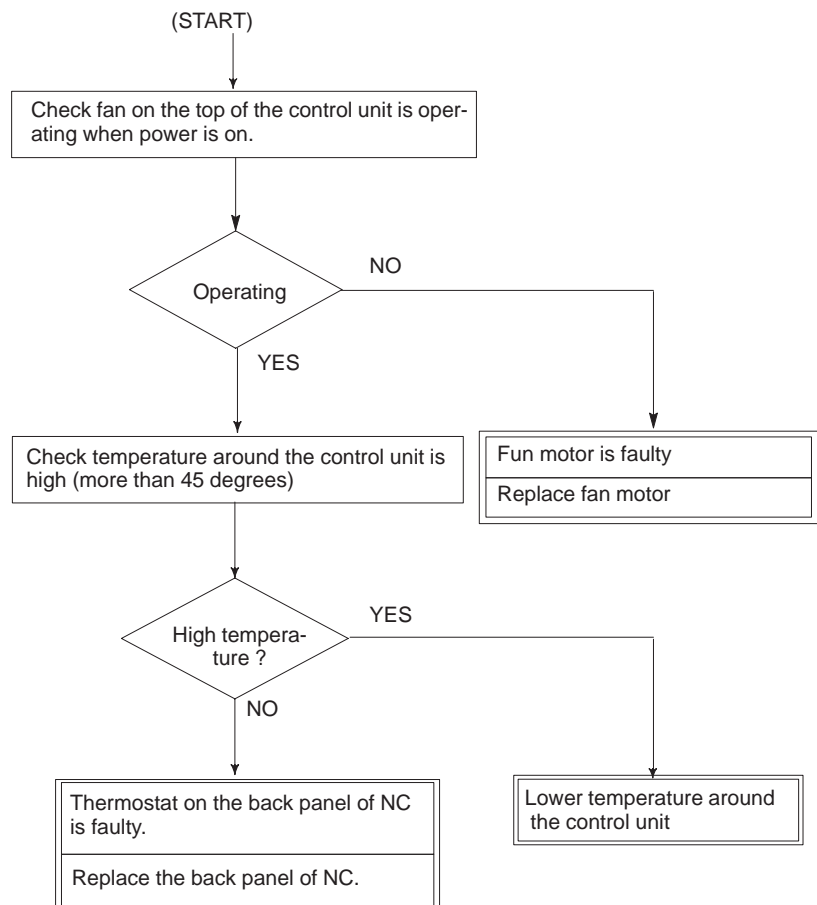 (START)
Check fan on the top of the control unit is oper-
ating when power is on.
Operating
NO
YES
Check temperature around the control unit is
high (more than 45 degrees)
Fun motor is faulty
Replace fan motor
High tempera-
ture ?
YES
NO
Thermostat on the back panel of NC
is faulty.
Replace the back panel of NC.
Lower temperature around
the control unit